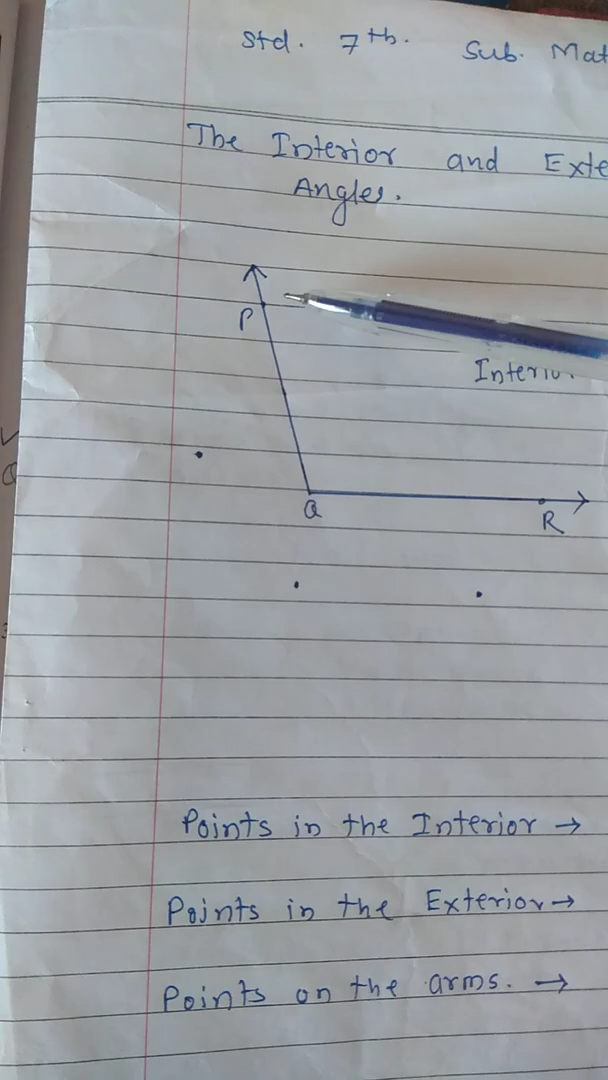 Std. 7th. Sub. Mat
The Interior and Exte
Angles.
P
Interio
Q
R
Points in the Interior →
Points in the Exterior →
Points on the arms. →